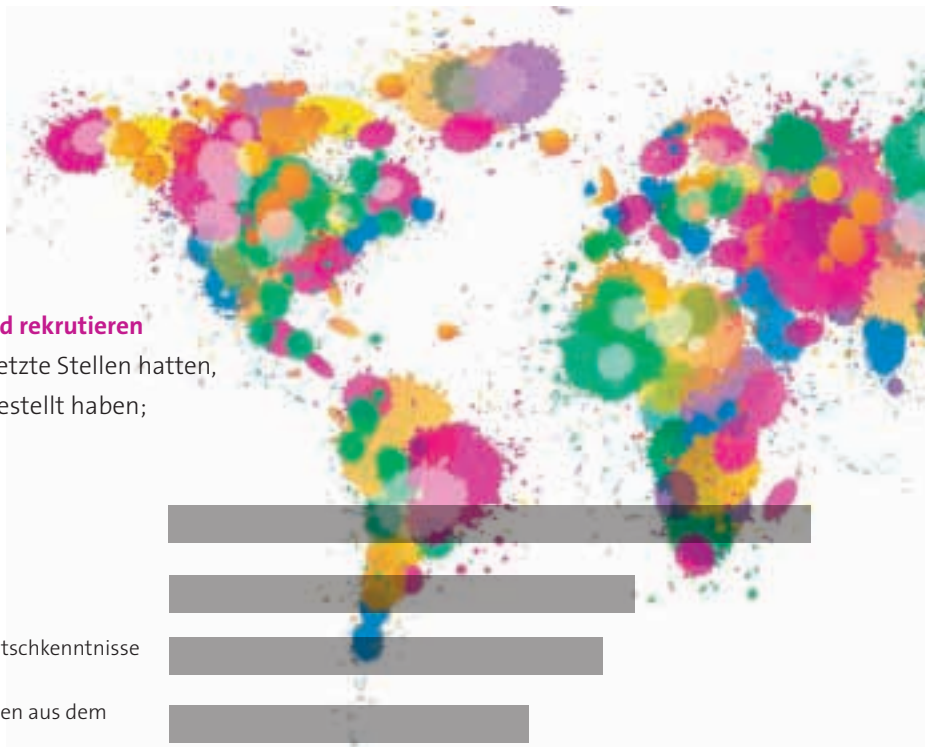 d rekrutieren
etzte Stellen hatten,
estellt haben;
tschkenntnisse
en aus dem